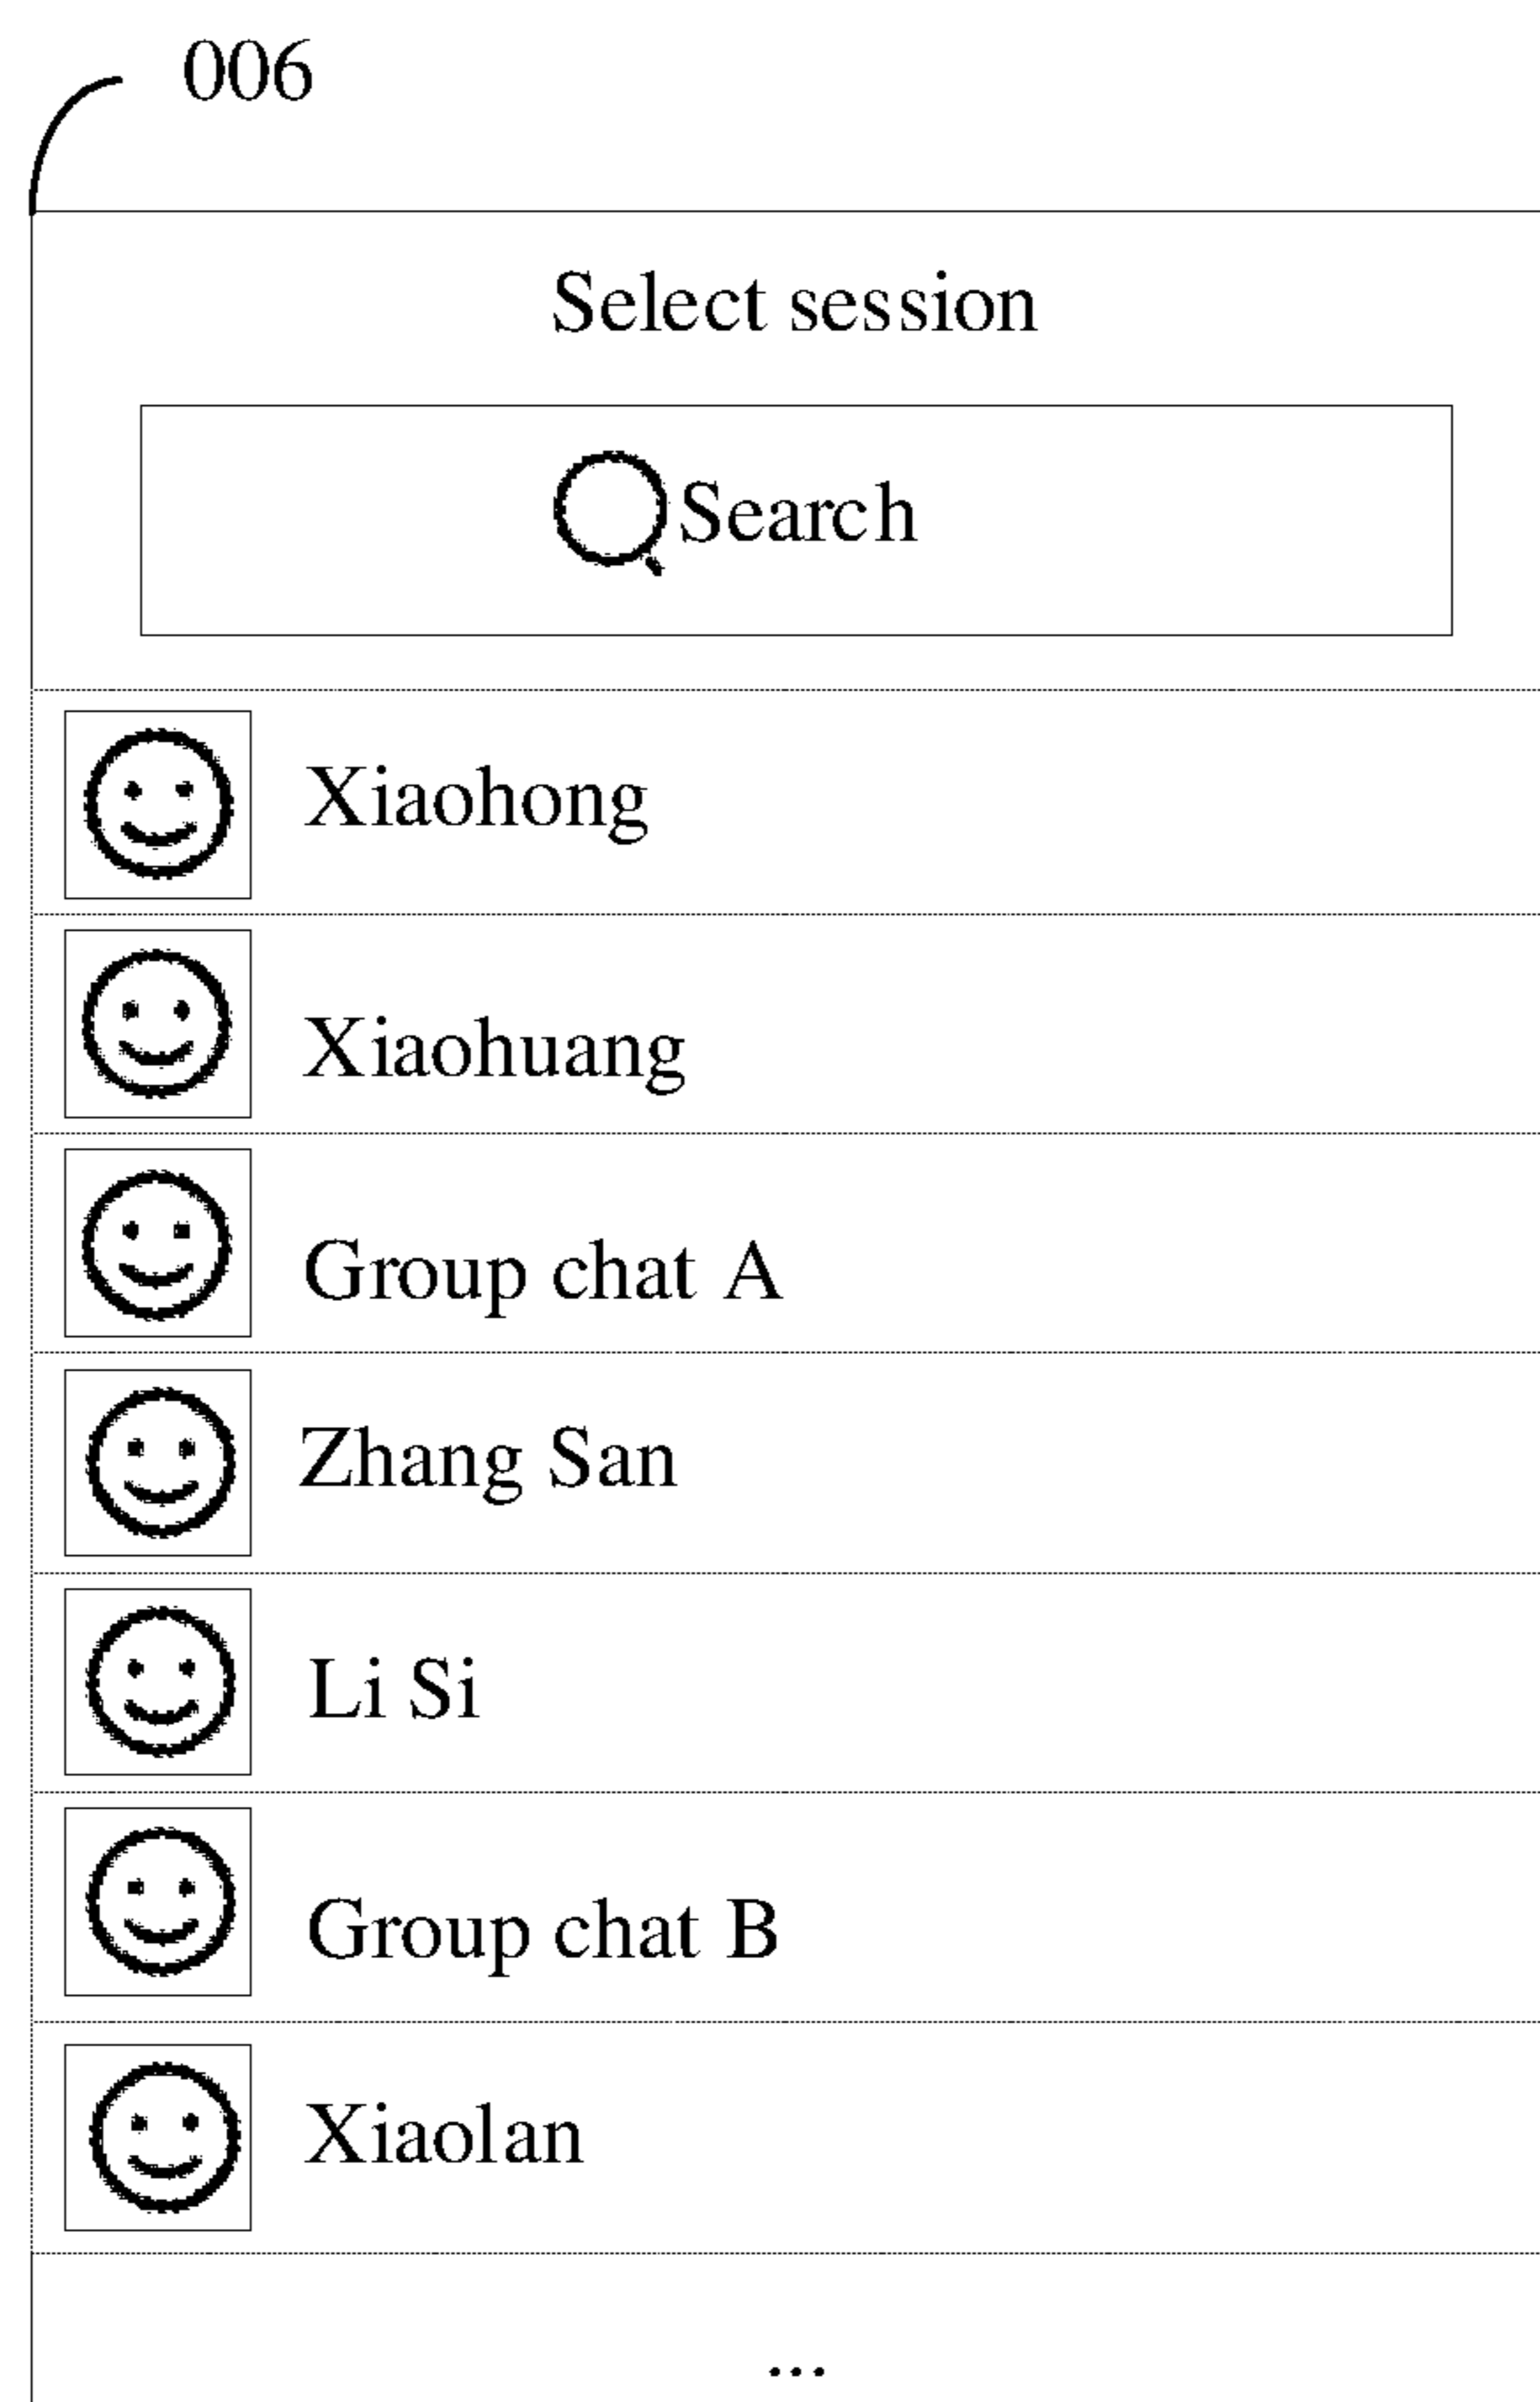 006
Select session
Search
Xiaohong
Xiaohuang
Group chat A
Zhang San
Li Si
Group chat B
Xiaolan
...